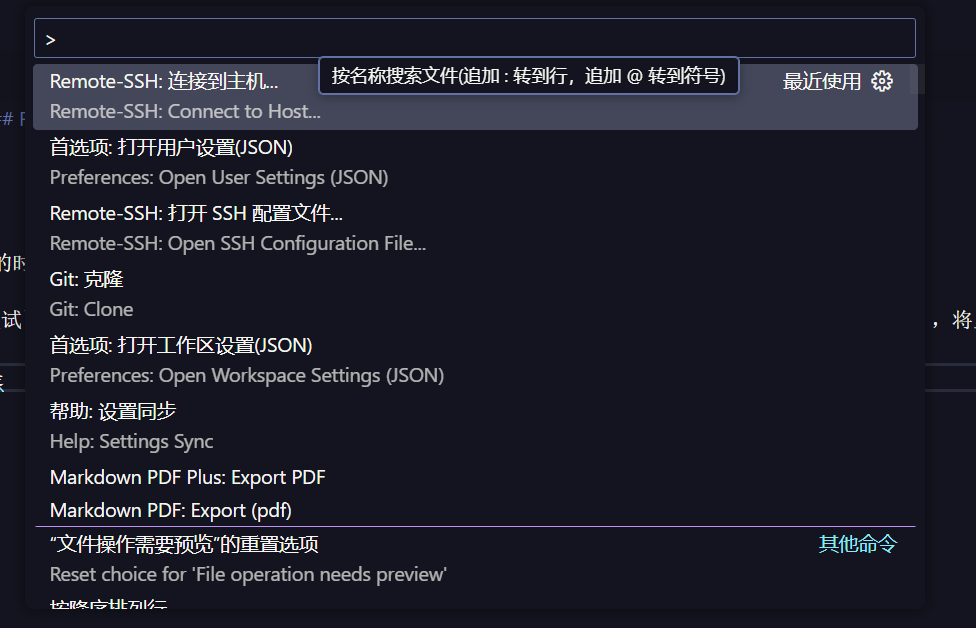 >
按名称搜索文件(追加 : 转到行，追加 @ 转到符号)
Remote-SSH: 连接到主机... 最近使用
Remote-SSH: Connect to Host...
## F
首选项: 打开用户设置(JSON)
Preferences: Open User Settings (JSON)
Remote-SSH: 打开 SSH 配置文件...
Remote-SSH: Open SSH Configuration File...
的时
Git: 克隆
Git: Clone
试 ，将
首选项: 打开工作区设置(JSON)
Preferences: Open Workspace Settings (JSON)
帮助: 设置同步
Help: Settings Sync
Markdown PDF Plus: Export PDF
Markdown PDF: Export (pdf)
“文件操作需要预览”的重置选项 其他命令
Reset choice for 'File operation needs preview'
按降序排列行